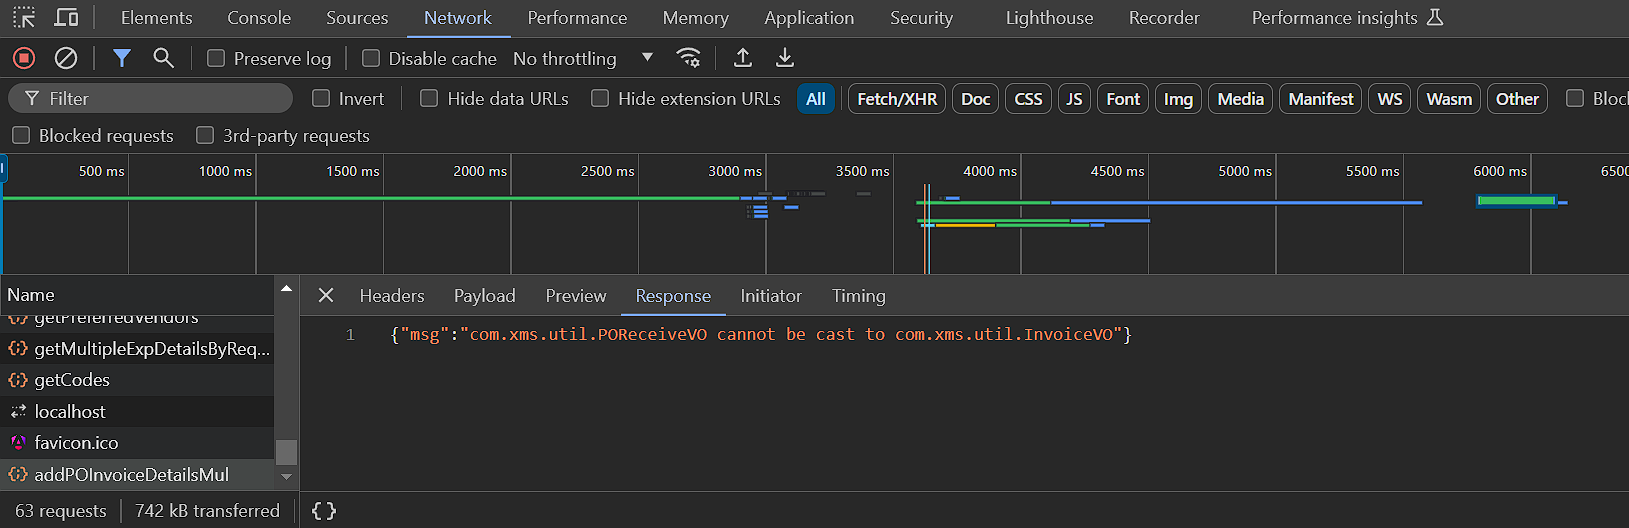 Elements Console Sources Network Performance Memory Application Security Lighthouse Recorder Performance insights
Preserve log Disable cache No throttling
Filter Invert Hide data URLs Hide extension URLs All Fetch/XHR Doc CSS JS Font Img Media Manifest WS Wasm Other Bloc
Blocked requests 3rd-party requests
500 ms 1000 ms 1500 ms 2000 ms 2500 ms 3000 ms 3500 ms 4000 ms 4500 ms 5000 ms 5500 ms 6000 ms 6500
Name Headers Payload Preview Response Initiator Timing
getPreferredVendors
1 {"msg":"com.xms.util.POReceiveVO cannot be cast to com.xms.util.InvoiceVO"}
getMultipleExpDetailsByReq...
getCodes
localhost
favicon.ico
addPOInvoiceDetailsMul
63 requests 742 kB transferred { }